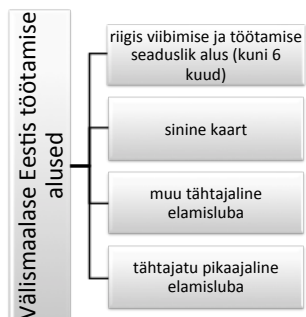 Välismaalase Eestis töötamise
alused
riigis viibimise ja töötamise
seaduslik alus (kuni 6
kuud)
sinine kaart
muu tähtajaline
elamisluba
tähtajatu pikaajaline
elamisluba